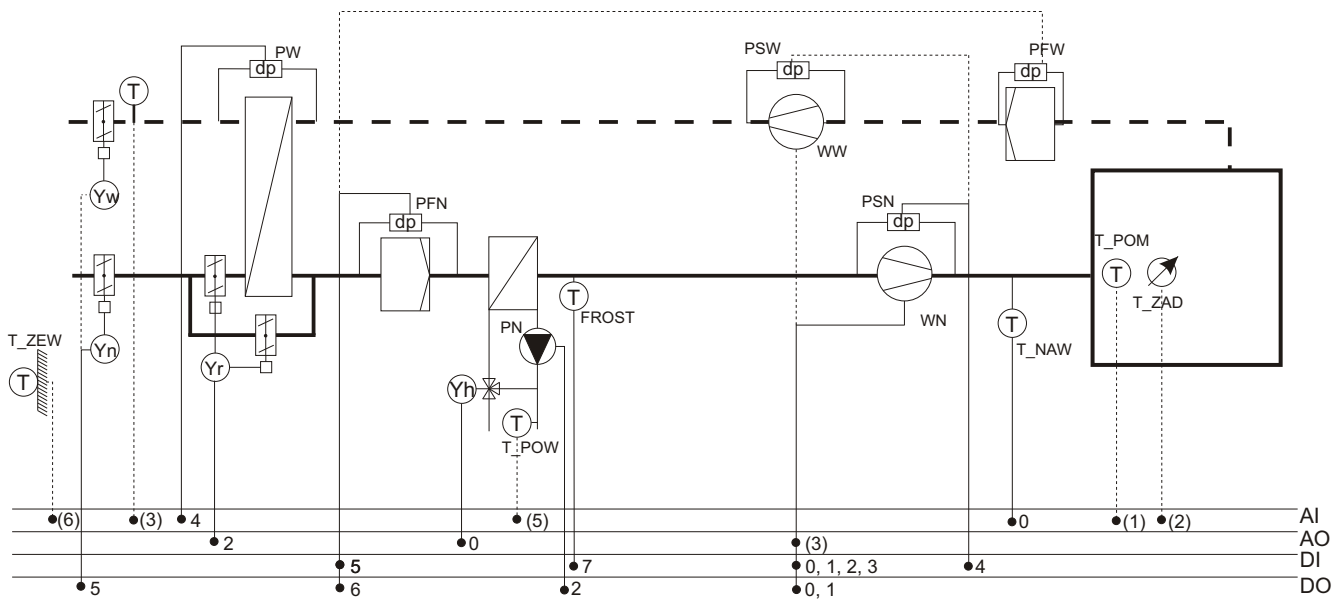 PW
dp
PSW
dp
PFW
dp
T
WW
Yw
PFN
dp
PSN
dp
T_POM
T
T_ZAD
T
FROST
PN
WN
T
T_NAW
T_ZEW
T
Yn
Yr
Yh
T
T_POW
(6)
(3)
4
(5)
0
(1)
(2)
AI
2
0
(3)
AO
5
7
0, 1, 2, 3
4
DI
5
6
2
0, 1
DO